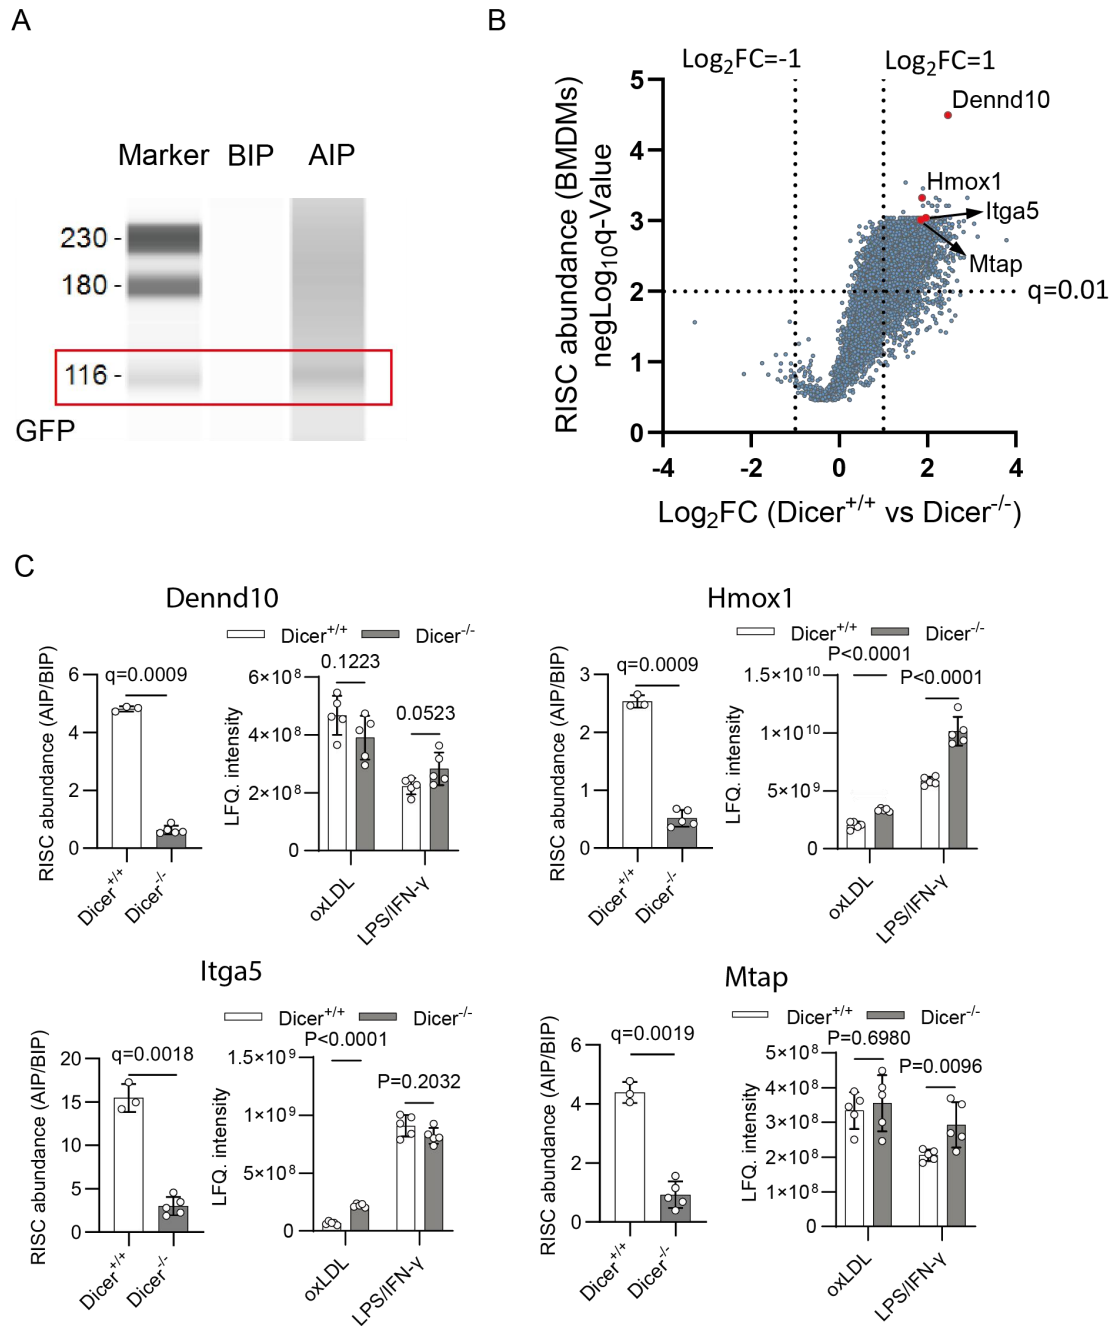 A
Marker BIP AIP
230 -
180 -
116 -
GFP
B
Log2FC=-1
Log2FC=1
RISC abundance (BMDMs)
negLog10q-Value
5
4
3
2
1
0
-4 -2 0 2 4
Dennd10
Hmox1
Itga5
Mtap
q=0.01
Log2FC (Dicer+/+ vs Dicer-/-)
C
Dennd10
Dicer+/+ Dicer-/-
RISC abundance (AIP/BIP)
6
4
2
0
q=0.0009
Dicer+/+
Dicer-/-
LFQ. intensity
6×10^8
4×10^8
2×10^8
0
0.1223
0.0523
oxLDL
LPS/IFN-γ
Hmox1
Dicer+/+ Dicer-/-
RISC abundance (AIP/BIP)
3
2
1
0
q=0.0009
Dicer+/+
Dicer-/-
LFQ. intensity
1.5×10^10
1×10^10
5×10^9
0
P<0.0001
P<0.0001
oxLDL
LPS/IFN-γ
Itga5
Dicer+/+ Dicer-/-
RISC abundance (AIP/BIP)
20
15
10
5
0
q=0.0018
Dicer+/+
Dicer-/-
LFQ. intensity
1.5×10^9
1×10^9
5×10^8
0
P<0.0001
P=0.2032
oxLDL
LPS/IFN-γ
Mtap
Dicer+/+ Dicer-/-
RISC abundance (AIP/BIP)
6
4
2
0
q=0.0019
Dicer+/+
Dicer-/-
LFQ. intensity
5×10^8
4×10^8
3×10^8
2×10^8
1×10^8
0
P=0.6980
P=0.0096
oxLDL
LPS/IFN-γ